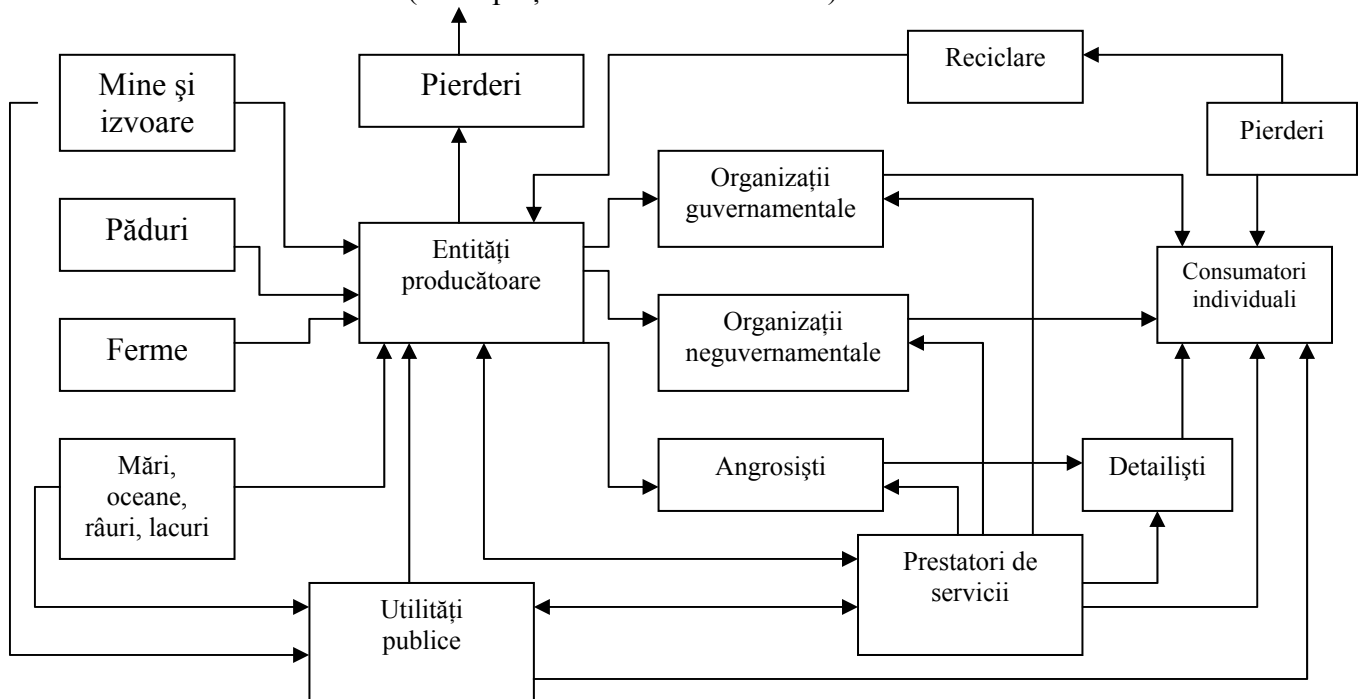 Pierderi
Reciclare
Mine şi
izvoare
Pierderi
Organizații
guvernamentale
Păduri
Entități
producătoare
Consumatori
individuali
Organizații
neguvernamentale
Ferme
Angrosişti
Detailişti
Mări,
oceane,
râuri, lacuri
Prestatori de
servicii
Utilități
publice